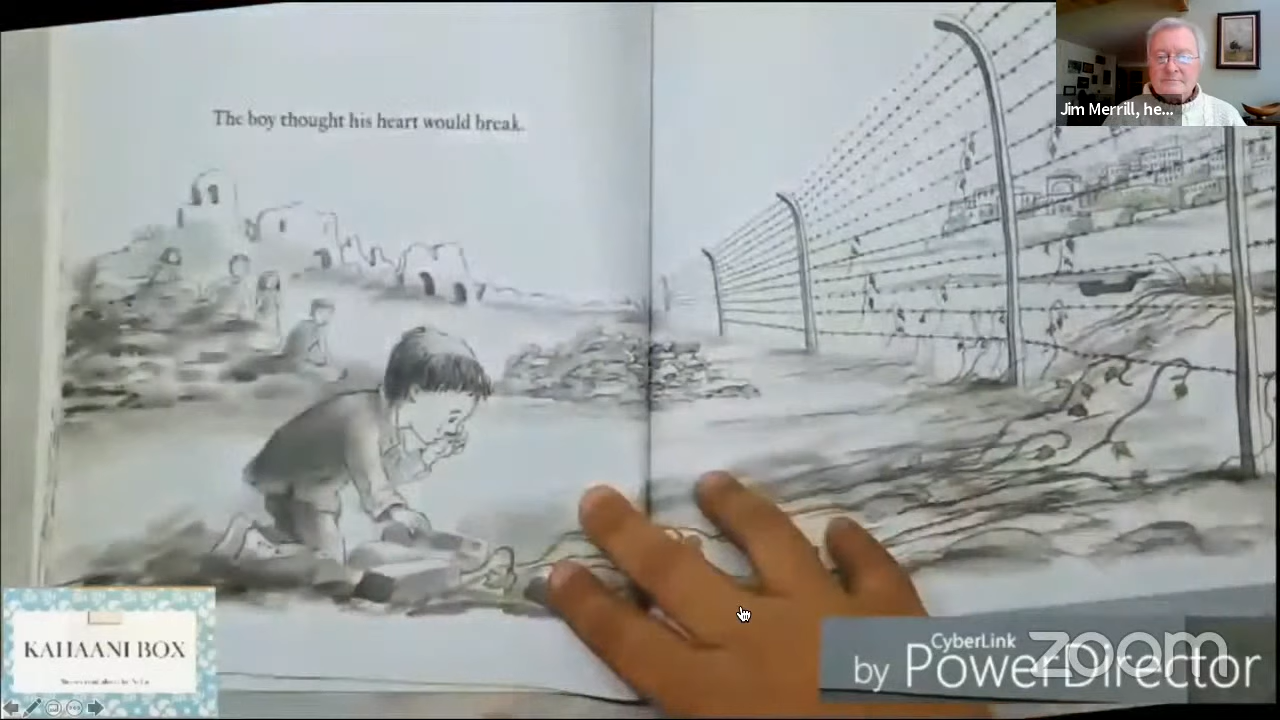 The boy thought his heart would break.
Jim Merrill, he...
KAHAANI BOX
CyberLink
by PowerDirector
zoom